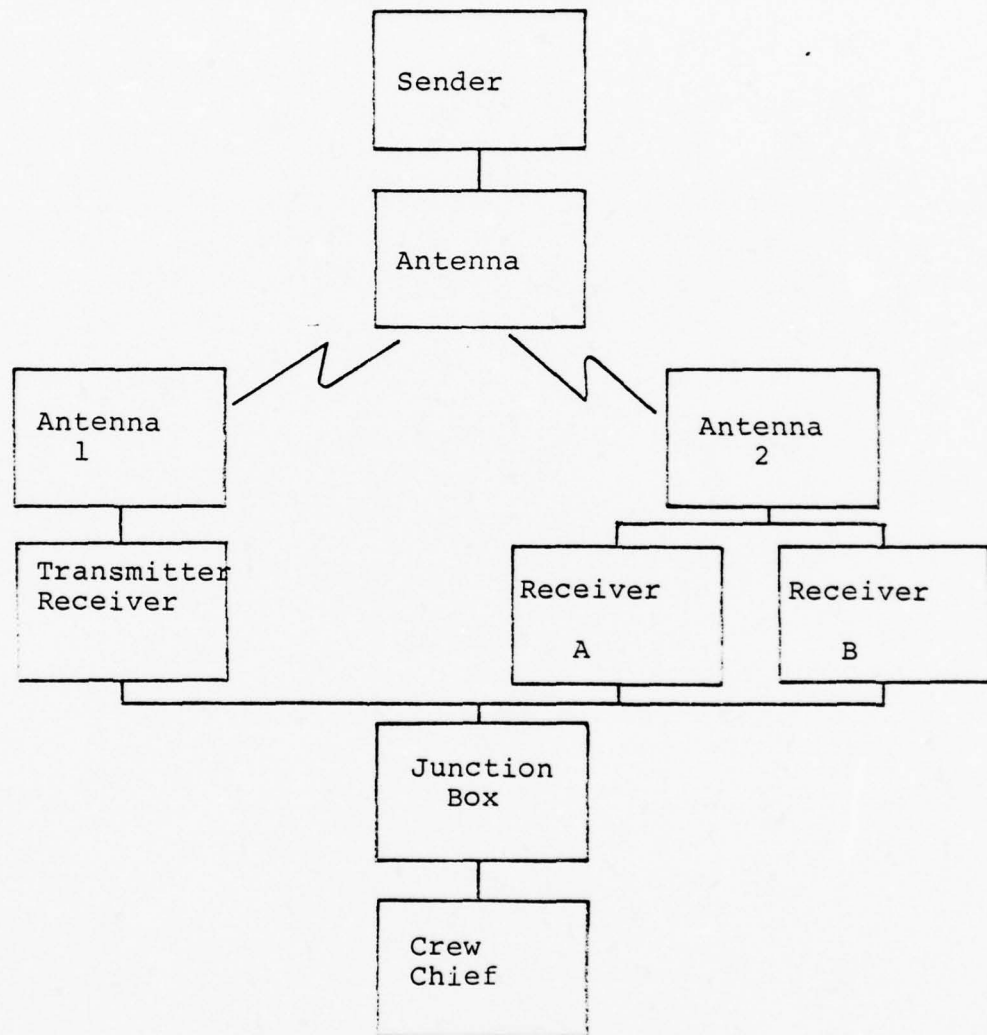 Sender
Antenna
Antenna
1
Antenna
2
Transmitter
Receiver
Receiver
A
Receiver
B
Junction
Box
Crew
Chief